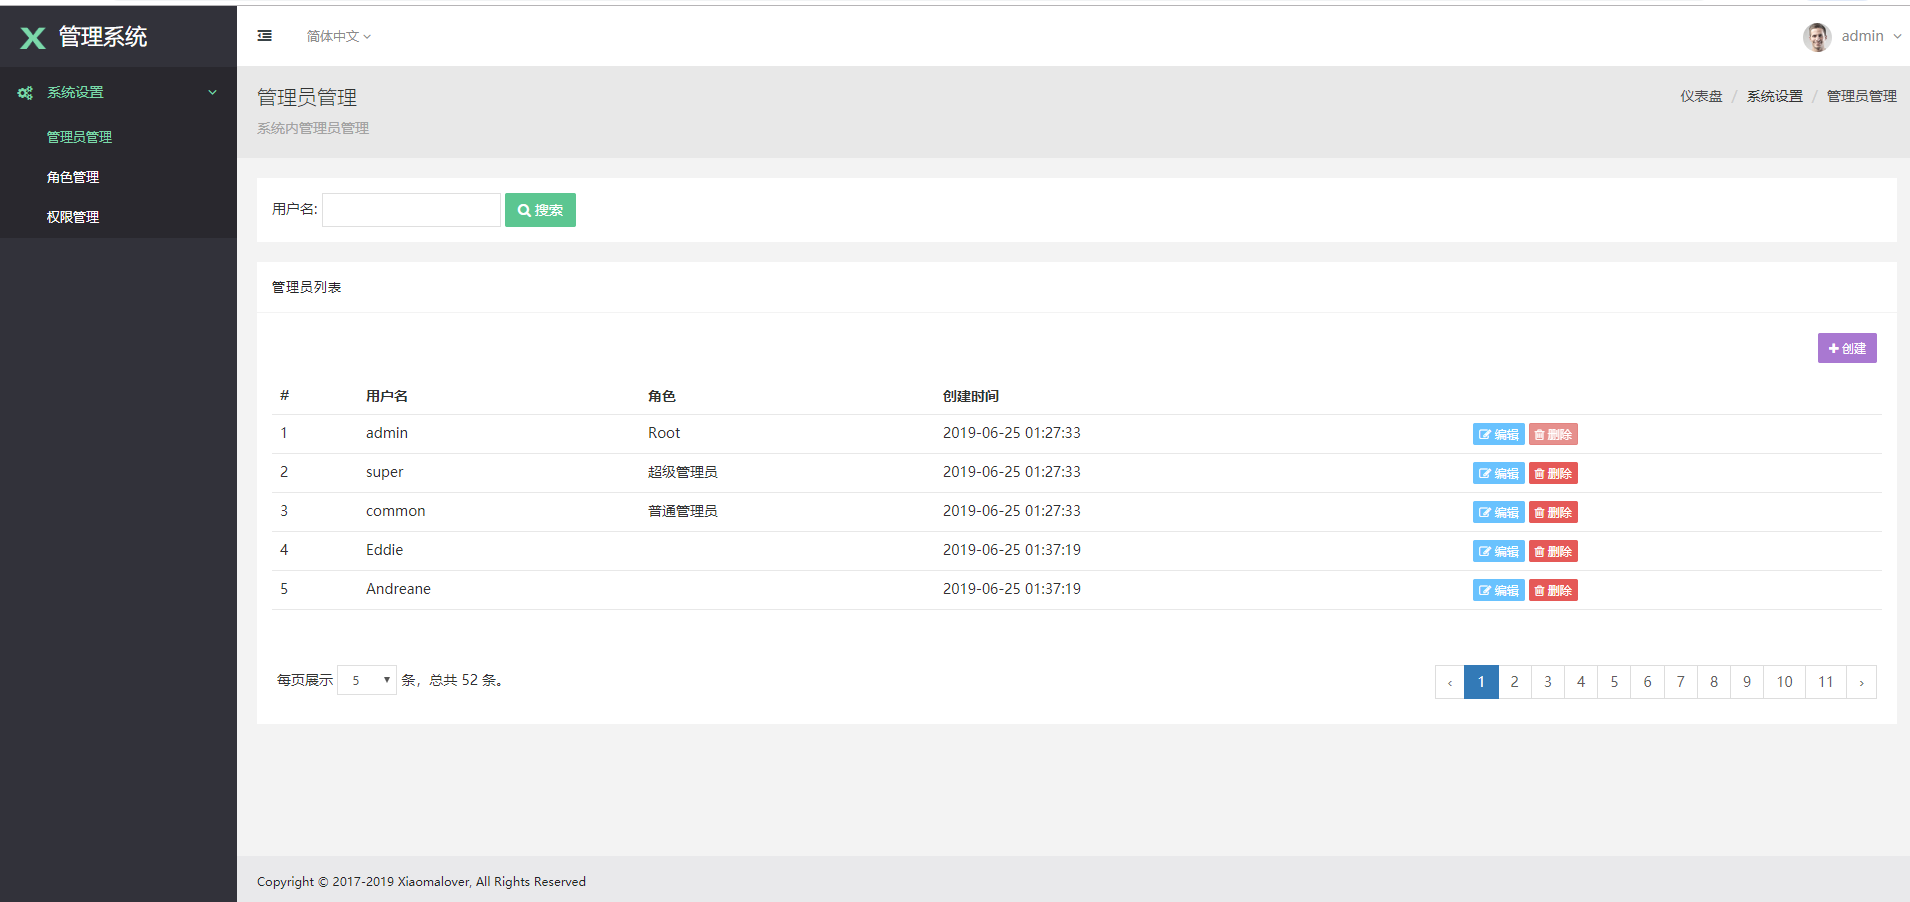 X 管理系统
系统设置
管理员管理
角色管理
权限管理
简体中文
admin
管理员管理
系统内管理员管理
仪表盘 / 系统设置 / 管理员管理
用户名:
搜索
管理员列表
创建
# 用户名 角色 创建时间
1 admin Root 2019-06-25 01:27:33 编辑 删除
2 super 超级管理员 2019-06-25 01:27:33 编辑 删除
3 common 普通管理员 2019-06-25 01:27:33 编辑 删除
4 Eddie 2019-06-25 01:37:19 编辑 删除
5 Andreane 2019-06-25 01:37:19 编辑 删除
每页展示 5 条，总共 52 条。
‹ 1 2 3 4 5 6 7 8 9 10 11 ›
Copyright © 2017-2019 Xiaomalover, All Rights Reserved